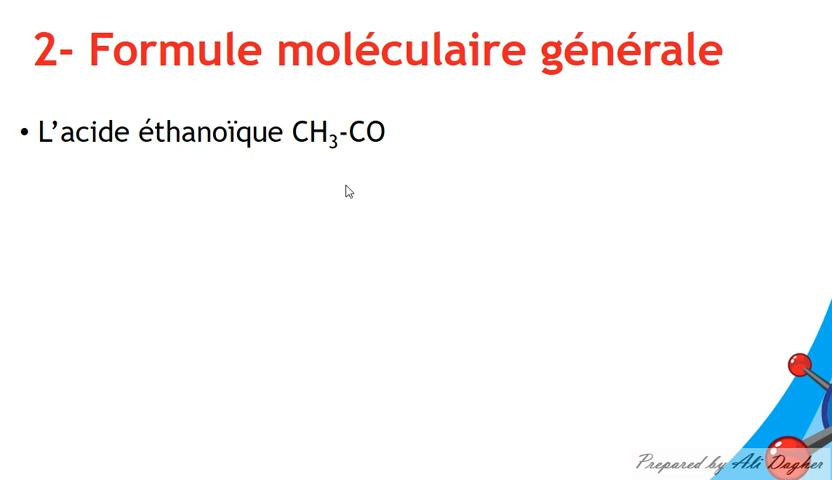 2- Formule moléculaire générale
• L’acide éthanoïque CH₃-CO
Prepared by Ali Dagher